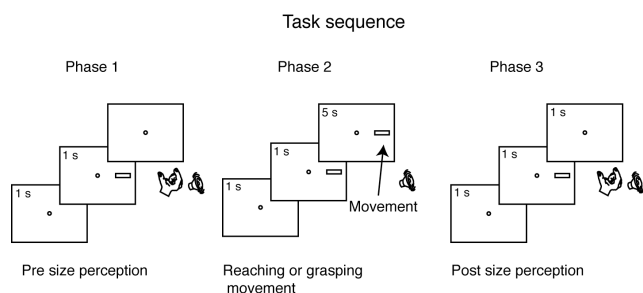 Task sequence
Phase 1
Phase 2
Phase 3
1 s
1 s
1 s
1 s
5 s
Movement
1 s
1 s
1 s
Pre size perception
Reaching or grasping
movement
Post size perception